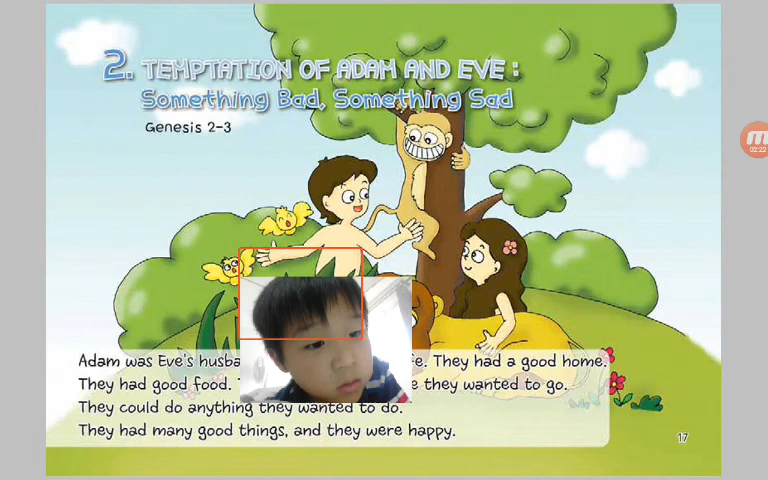 2. TEMPTATION OF ADAM AND EVE :
Something Bad, Something Sad
Genesis 2-3
Adam was Eve's They had a good home.
They had good food. they wanted to go.
They could do anything they wanted to do.
They had many good things, and they were happy.
17
02:22